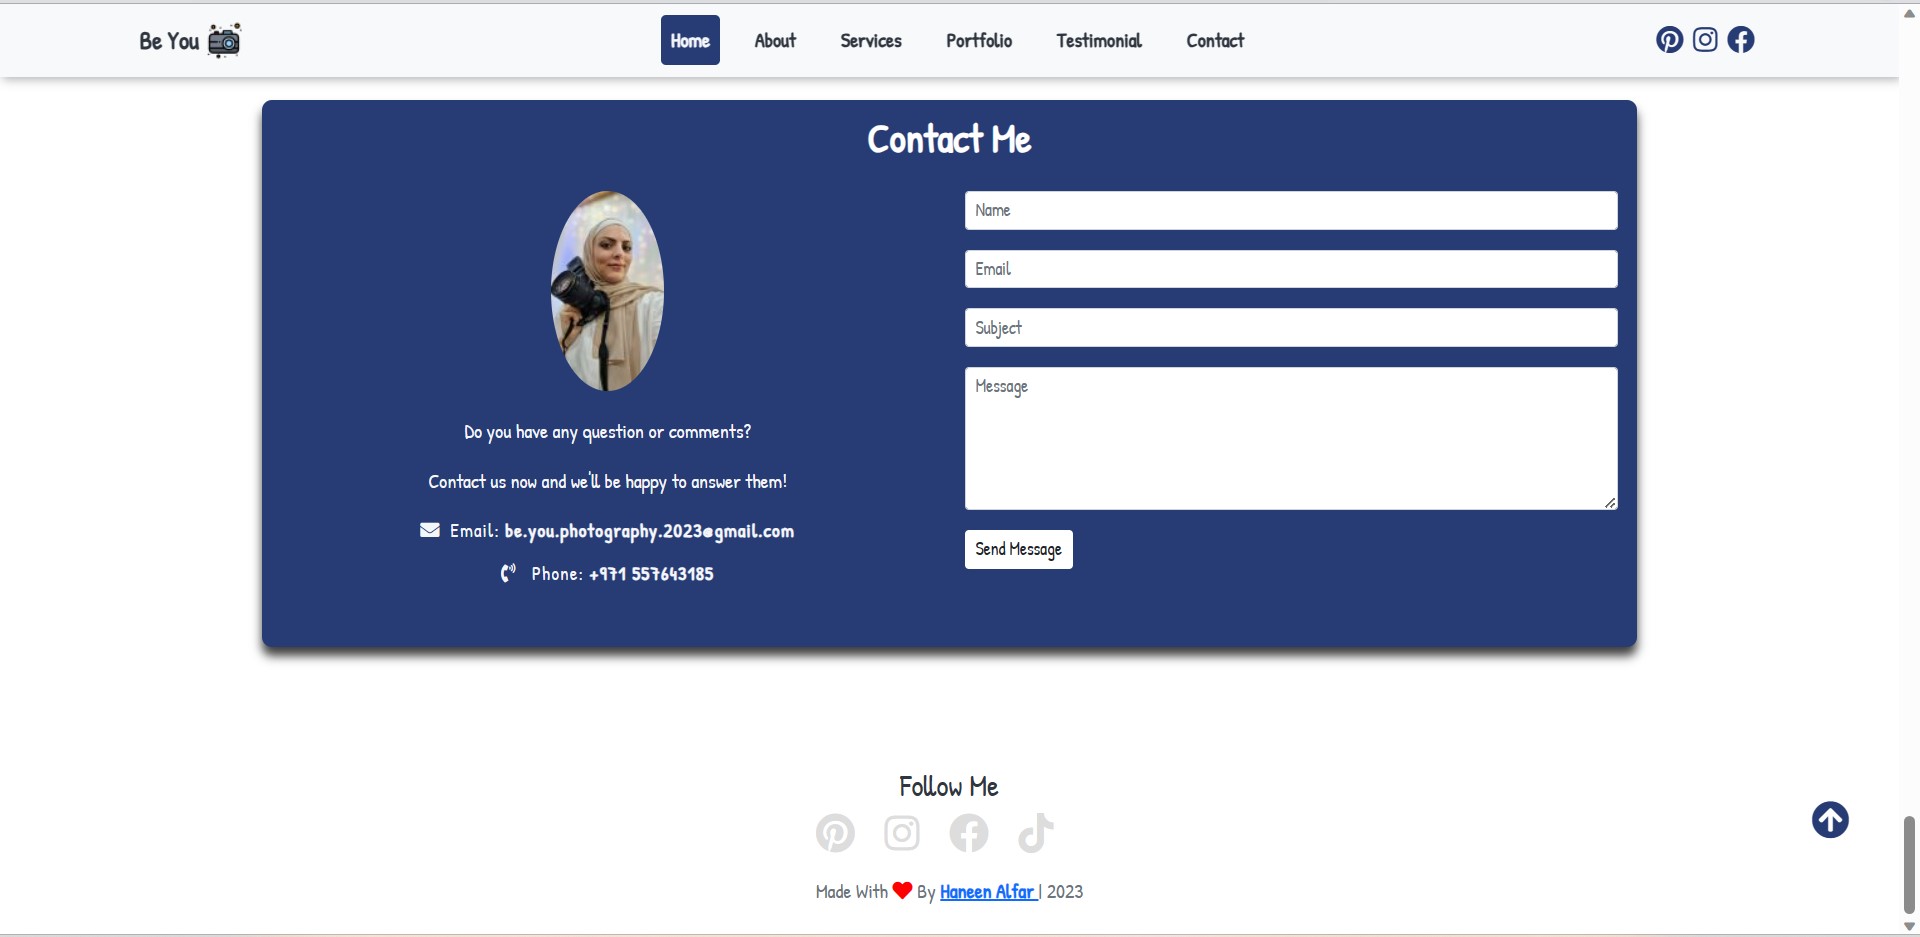 Be You
Home About Services Portfolio Testimonial Contact
Contact Me
Do you have any question or comments?
Contact us now and we'll be happy to answer them!
Email: be.you.photography.2023@gmail.com
Phone: +971 557643185
Name
Email
Subject
Message
Send Message
Follow Me
Made With By Haneen Alfar | 2023